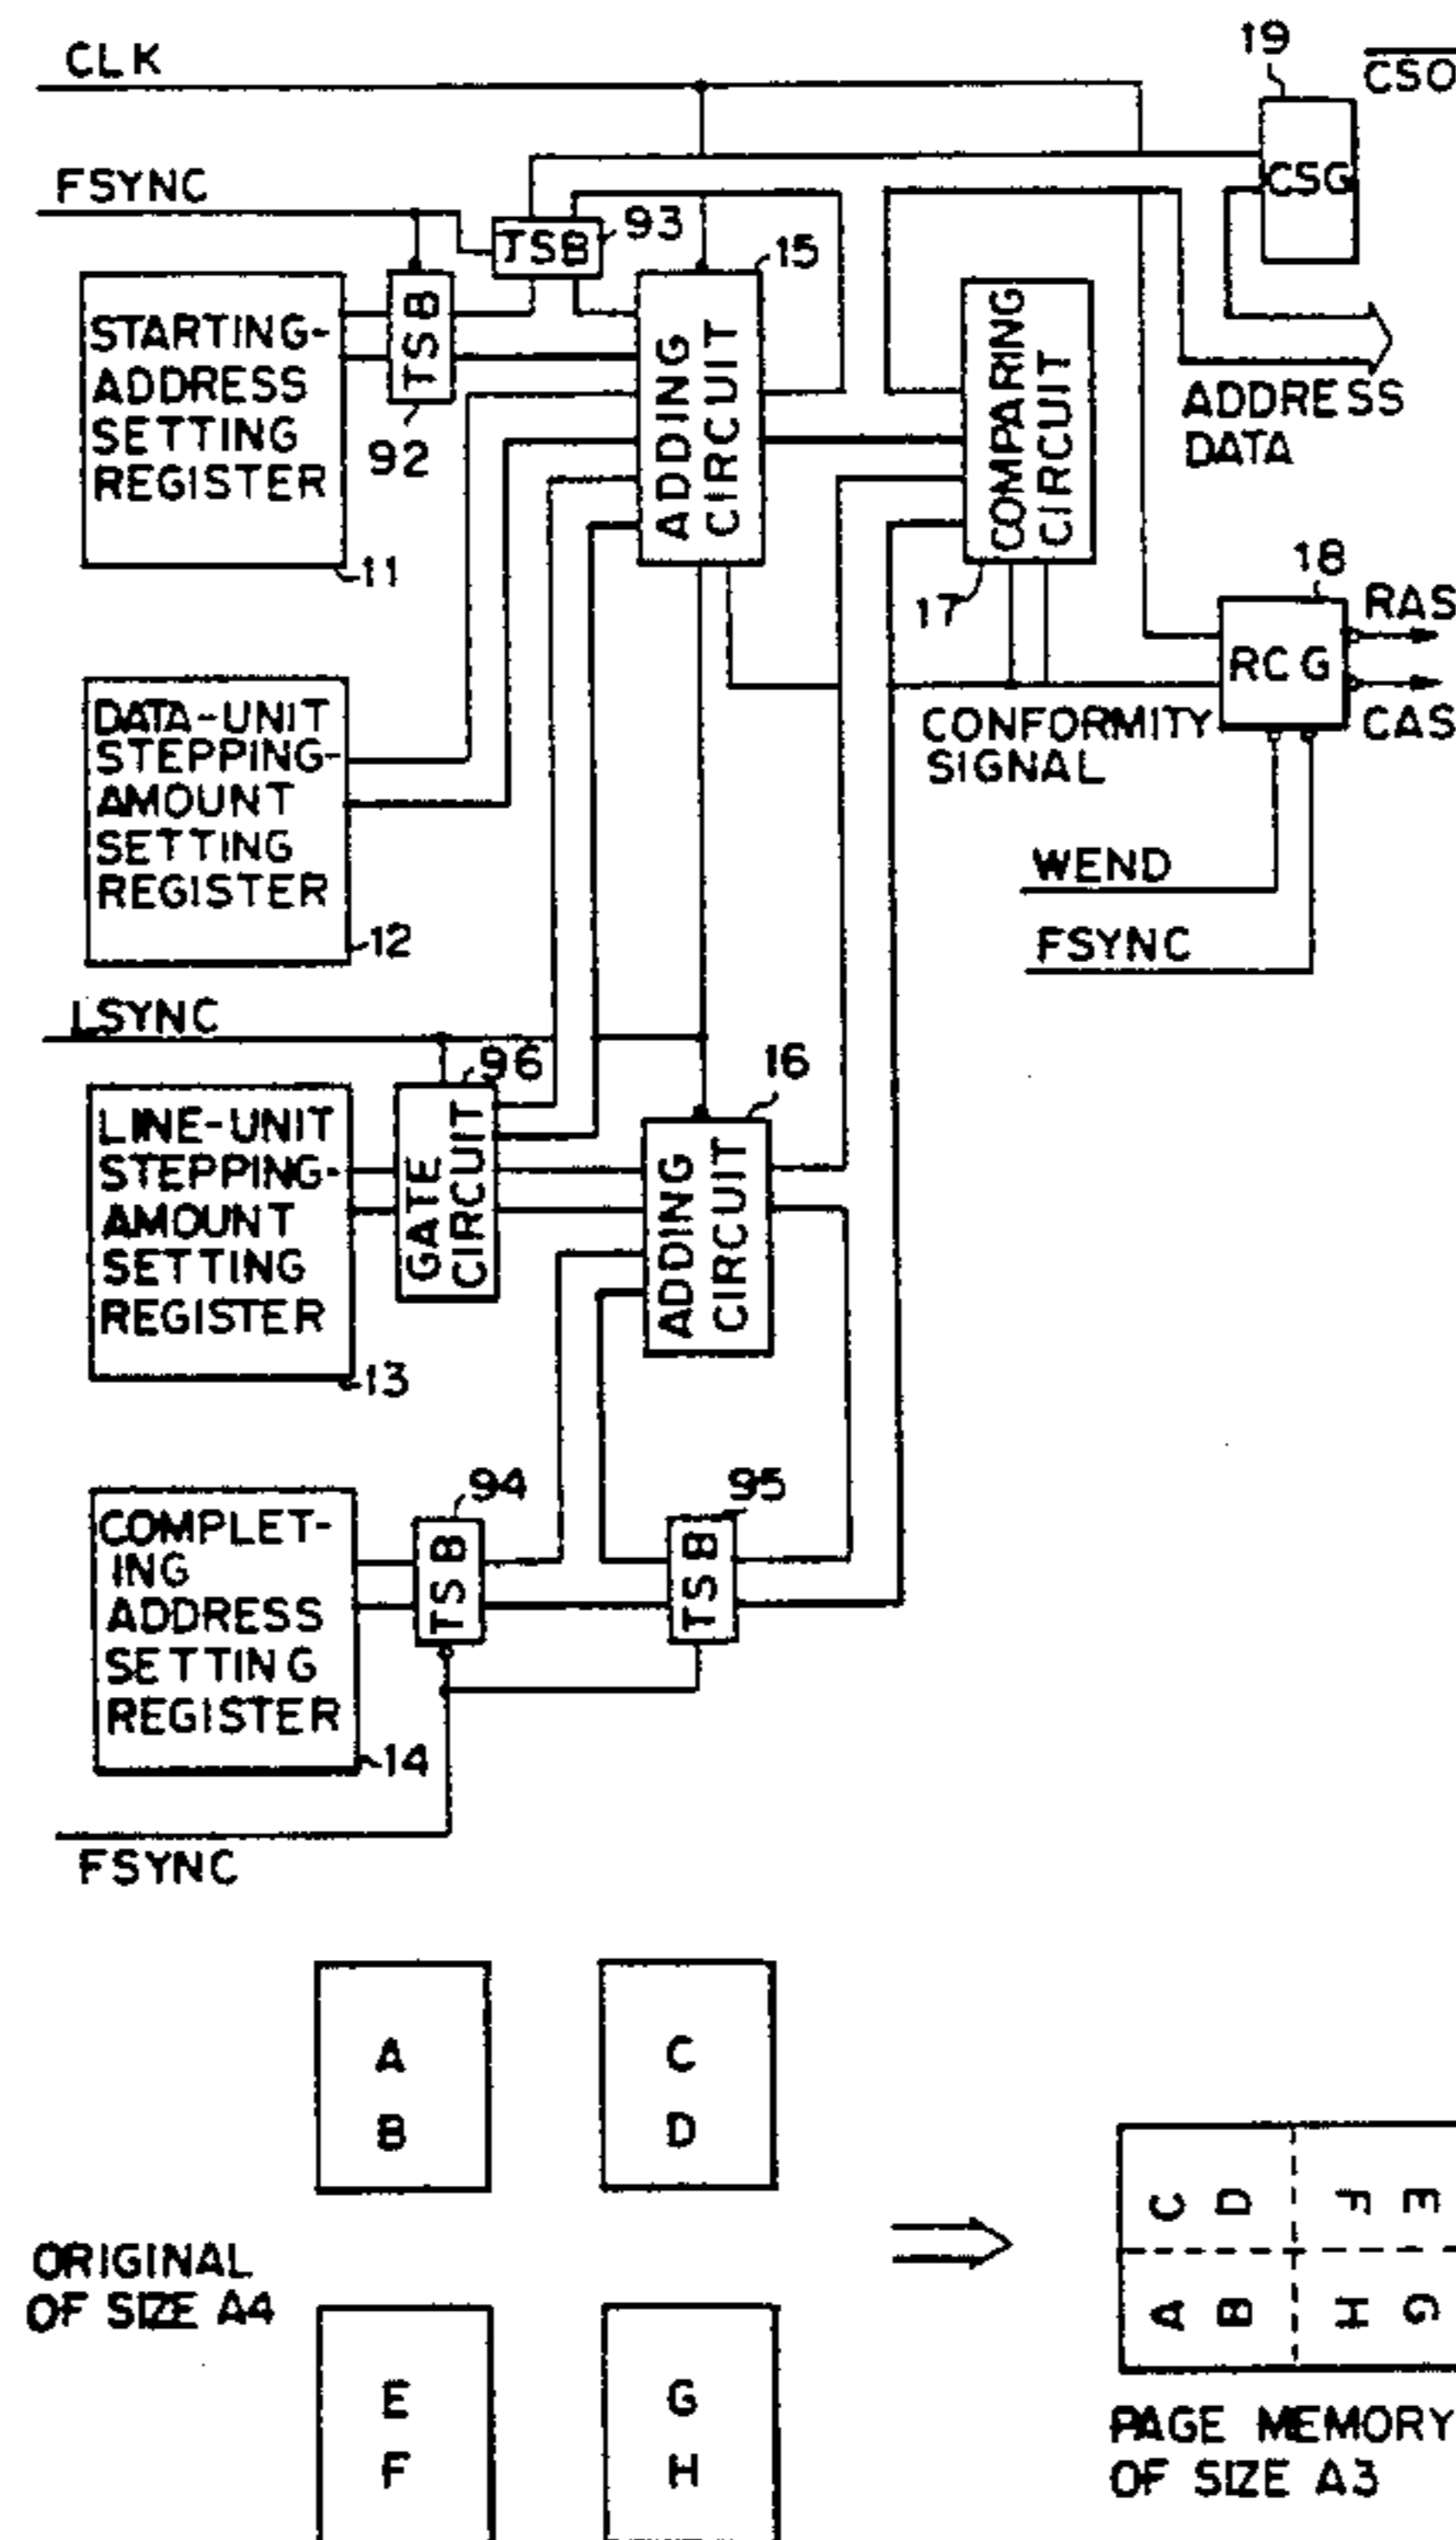 CLK
19
CSO
FSYNC
TSB
93
CSG
15
STARTING-
ADDRESS
SETTING
REGISTER
TSB
92
11
ADDING
CIRCUIT
COMPARING
CIRCUIT
17
ADDRESS
DATA
18
RAS
RCG
CAS
CONFORMITY
SIGNAL
WEND
FSYNC
DATA-UNIT
STEPPING-
AMOUNT
SETTING
REGISTER
12
LSYNC
96
16
LINE-UNIT
STEPPING-
AMOUNT
SETTING
REGISTER
13
GATE
CIRCUIT
ADDING
CIRCUIT
94
95
COMPLET-
ING
ADDRESS
SETTING
REGISTER
14
TSB
TSB
FSYNC
A
B
C
D
ORIGINAL
OF SIZE A4
E
F
G
H
C D F E
A B H G
PAGE MEMORY
OF SIZE A3